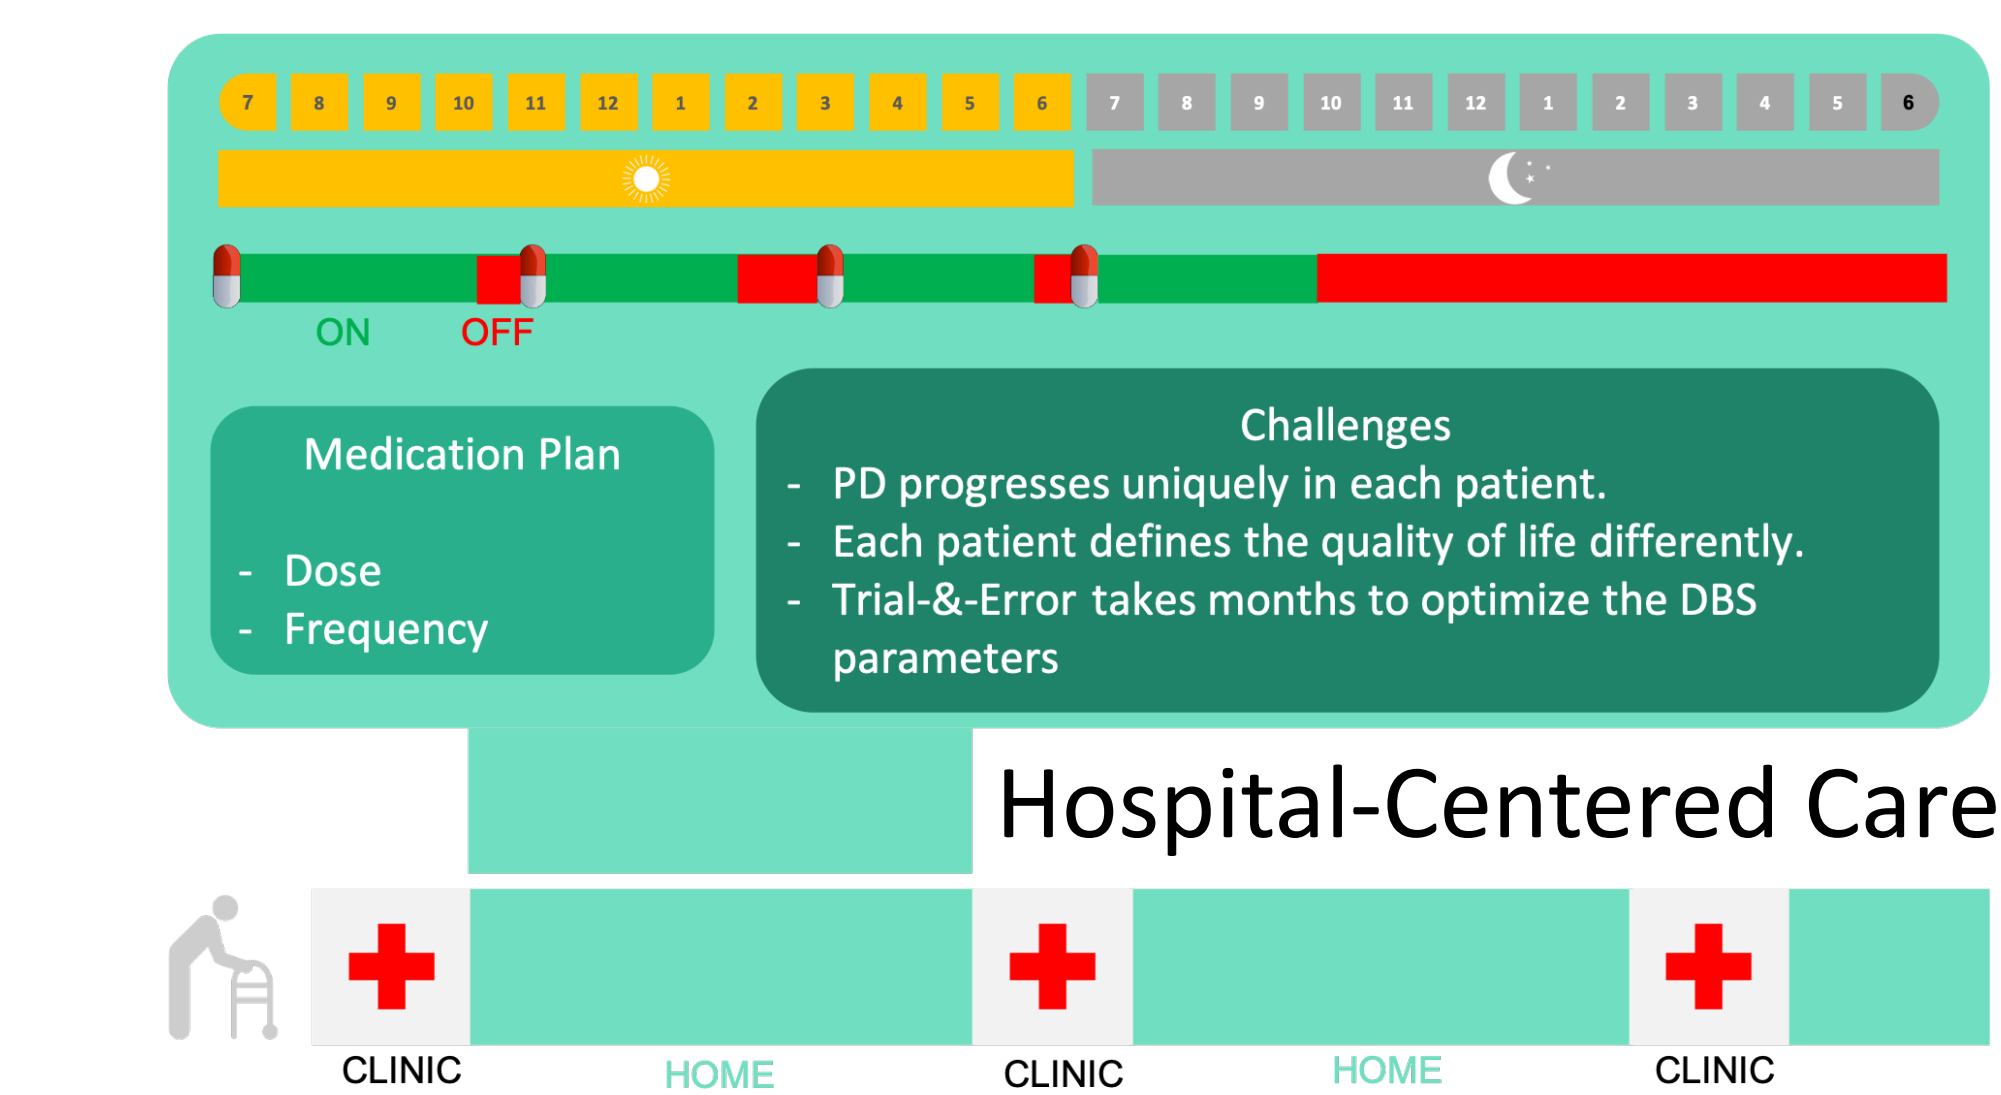 7 8 9 10 11 12 1 2 3 4 5 6 7 8 9 10 11 12 1 2 3 4 5 6
ON OFF
Medication Plan
- Dose
- Frequency
Challenges
- PD progresses uniquely in each patient.
- Each patient defines the quality of life differently.
- Trial-&-Error takes months to optimize the DBS
parameters
Hospital-Centered Care
CLINIC HOME CLINIC HOME CLINIC